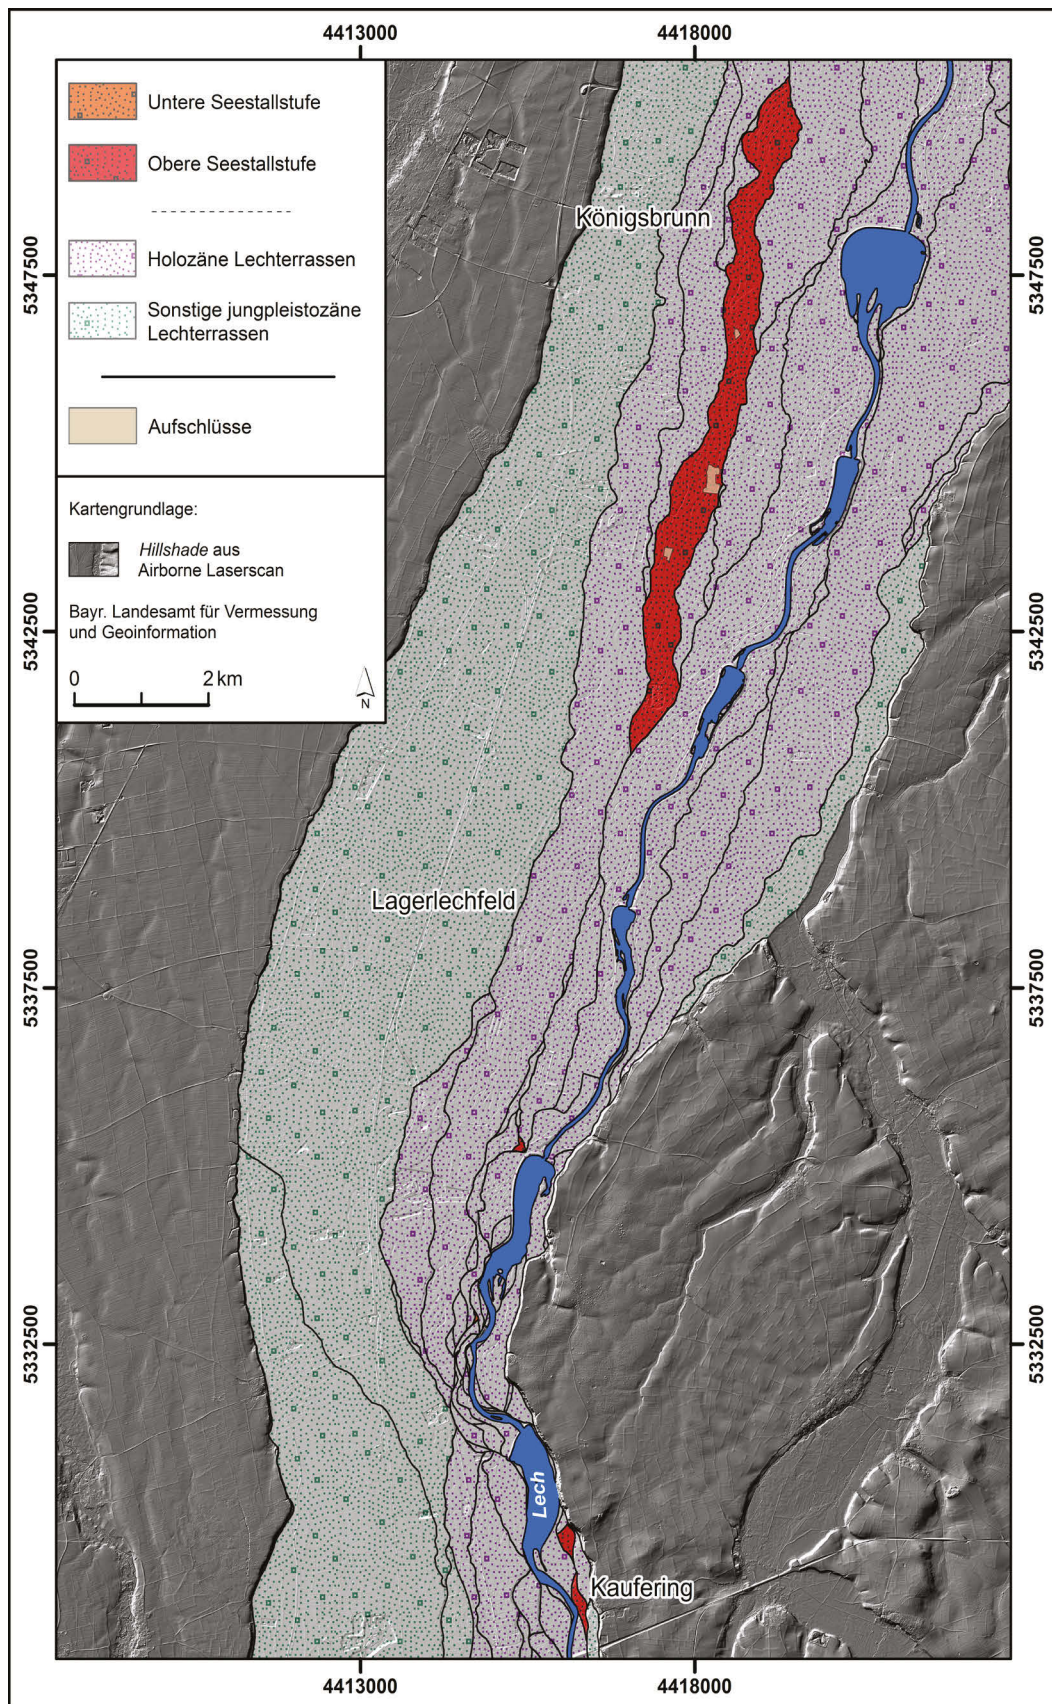 4413000
4418000
Untere Seestallstufe
Obere Seestallstufe
Holozäne Lechterrassen
Sonstige jungpleistozäne
Lechterrassen
Aufschlüsse
Kartengrundlage:
Hillshade aus
Airborne Laserscan
Bayr. Landesamt für Vermessung
und Geoinformation
0
2 km
N
Königsbrunn
Lagerlechfeld
Lech
Kaufering
5347500
5342500
5337500
5332500
5347500
5342500
5337500
5332500
4413000
4418000